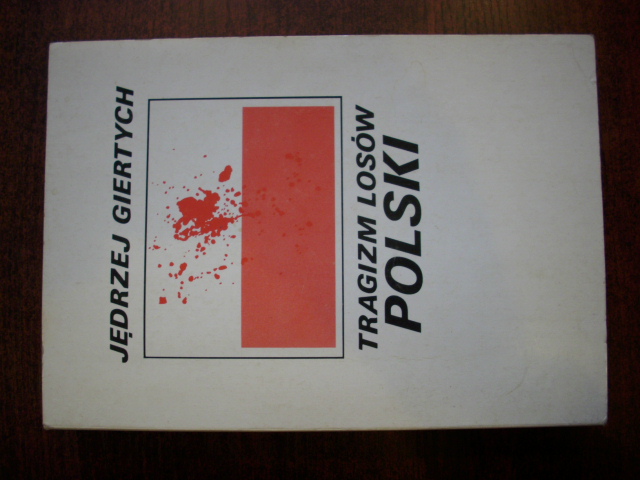 JĘDRZEJ GIERTYCH
TRAGIZM LOSÓW
POLSKI